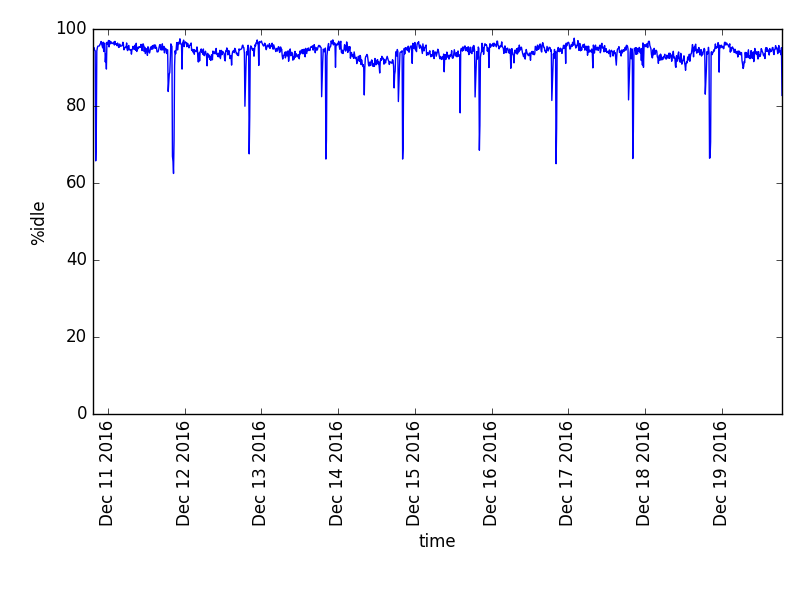 100
80
60
40
20
0
%idle
Dec 11 2016
Dec 12 2016
Dec 13 2016
Dec 14 2016
Dec 15 2016
Dec 16 2016
Dec 17 2016
Dec 18 2016
Dec 19 2016
time